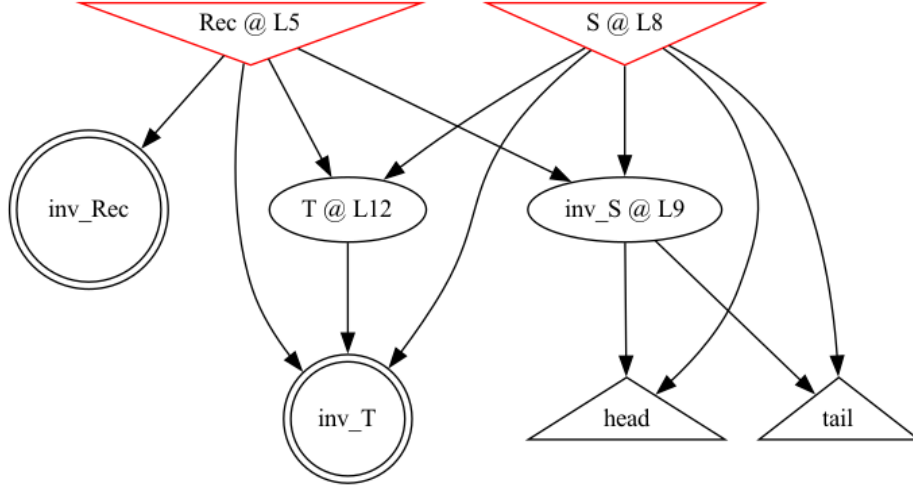 Rec @ L5
S @ L8
inv_Rec
T @ L12
inv_S @ L9
inv_T
head
tail